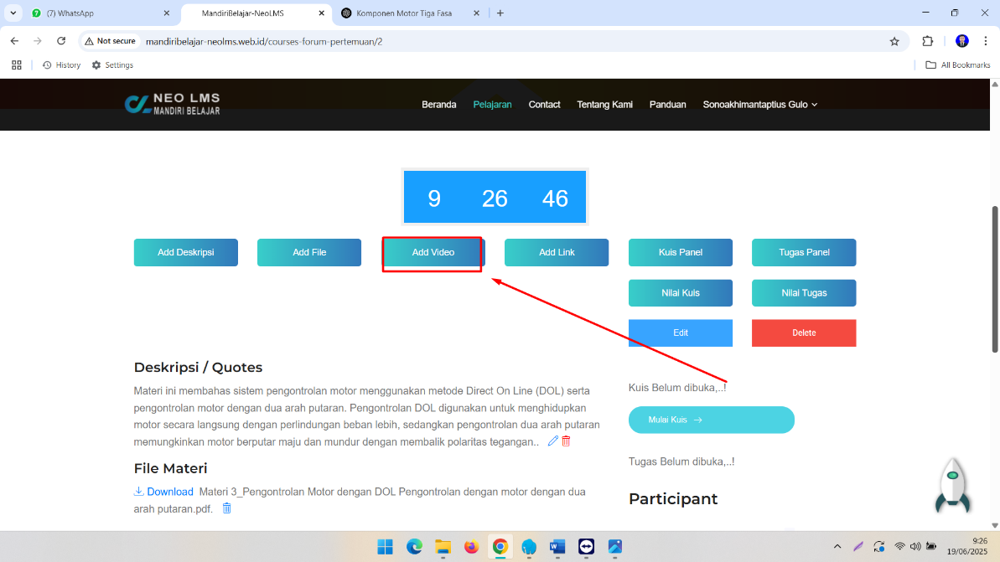 (7) WhatsApp
MandiriBelajar-NeoLMS
Komponen Motor Tiga Fasa
Not secure
mandiribelajar-neolms.web.id/courses-forum-pertemuan/2
History
Settings
All Bookmarks
NEO LMS
MANDIRI BELAJAR
Beranda
Pelajaran
Contact
Tentang Kami
Panduan
Sonoakhimantaptius Gulo
9 26 46
Add Deskripsi
Add File
Add Video
Add Link
Kuis Panel
Tugas Panel
Nilai Kuis
Nilai Tugas
Edit
Delete
Deskripsi / Quotes
Materi ini membahas sistem pengontrolan motor menggunakan metode Direct On Line (DOL) serta
pengontrolan motor dengan dua arah putaran. Pengontrolan DOL digunakan untuk menghidupkan
motor secara langsung dengan perlindungan beban lebih, sedangkan pengontrolan dua arah putaran
memungkinkan motor berputar maju dan mundur dengan membalik polaritas tegangan..
File Materi
Download Materi 3_Pengontrolan Motor dengan DOL Pengontrolan dengan motor dengan dua
arah putaran.pdf.
Kuis Belum dibuka,..!
Mulai Kuis
Tugas Belum dibuka,..!
Participant
9:26
19/06/2025